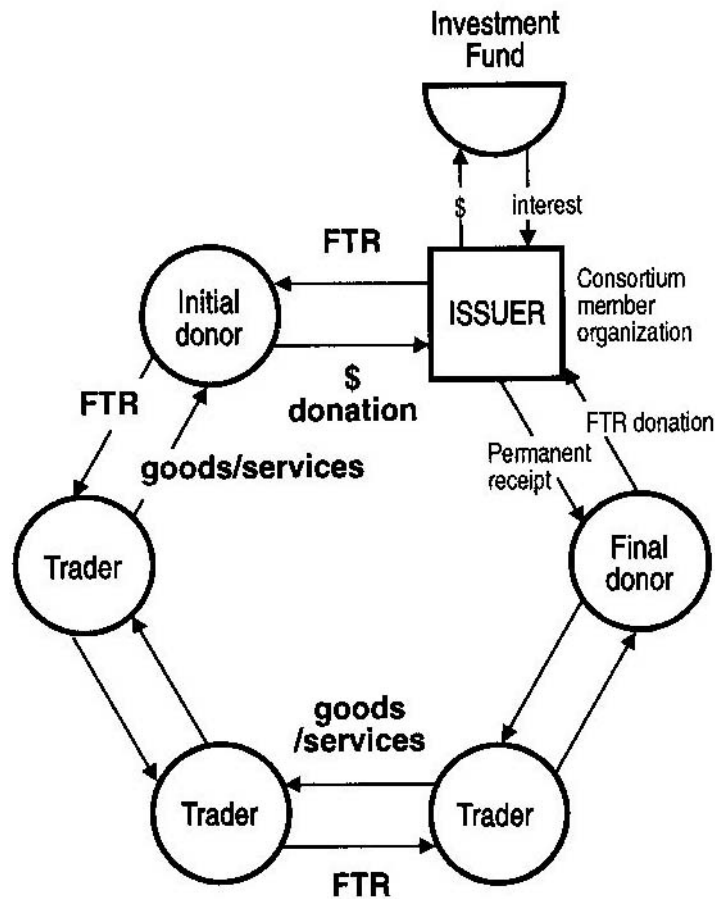 Investment
Fund
$
interest
FTR
Initial
donor
ISSUER
Consortium
member
organization
$
donation
FTR
FTR donation
goods/services
Permanent
receipt
Trader
Final
donor
goods
/services
Trader
Trader
FTR